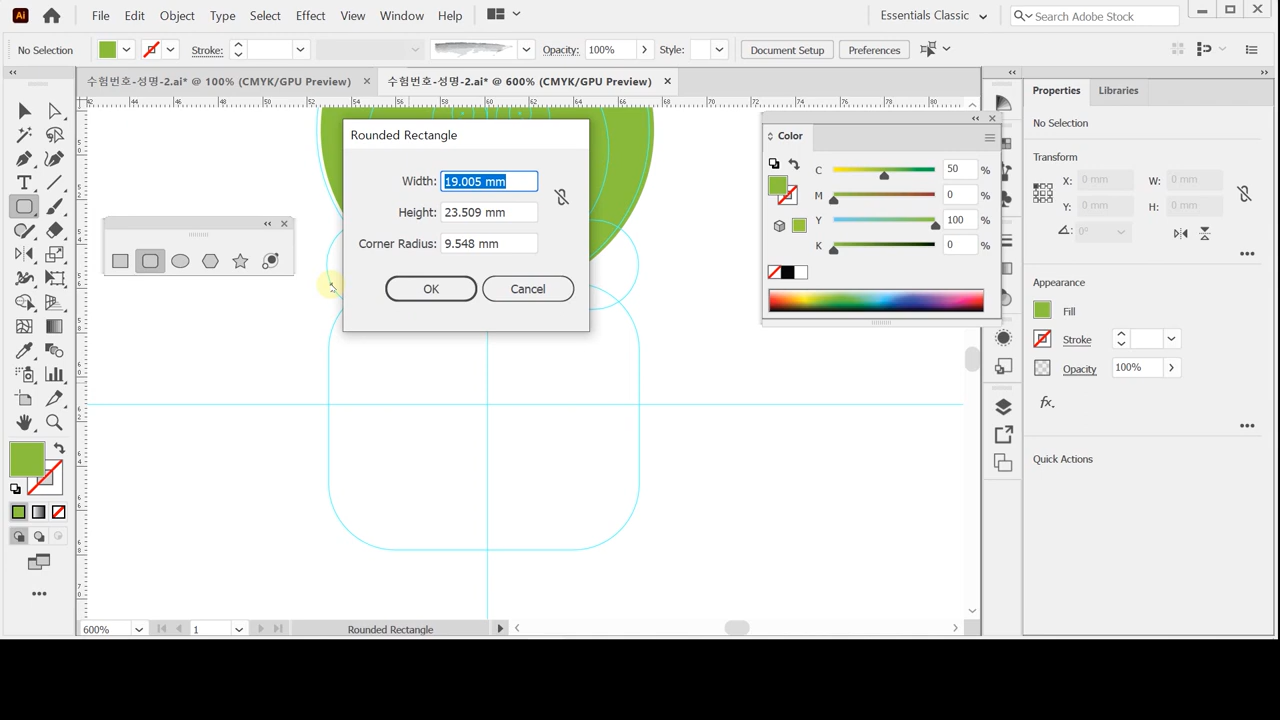 Ai File Edit Object Type Select Effect View Window Help Essentials Classic Search Adobe Stock
No Selection Stroke: Opacity: 100% Style: Document Setup Preferences
수험번호-성명-2.ai* @ 100% (CMYK/GPU Preview) × 수험번호-성명-2.ai* @ 600% (CMYK/GPU Preview) ×
Properties Libraries
No Selection
Transform
X: 0 mm W: 0 mm
Y: 0 mm H: 0 mm
0°
Appearance
Fill
Stroke
Opacity 100%
fx.
Quick Actions
Rounded Rectangle
Width: 19.005 mm
Height: 23.509 mm
Corner Radius: 9.548 mm
OK Cancel
Color
C 50 %
M 0 %
Y 100 %
K 0 %
600% 1 Rounded Rectangle